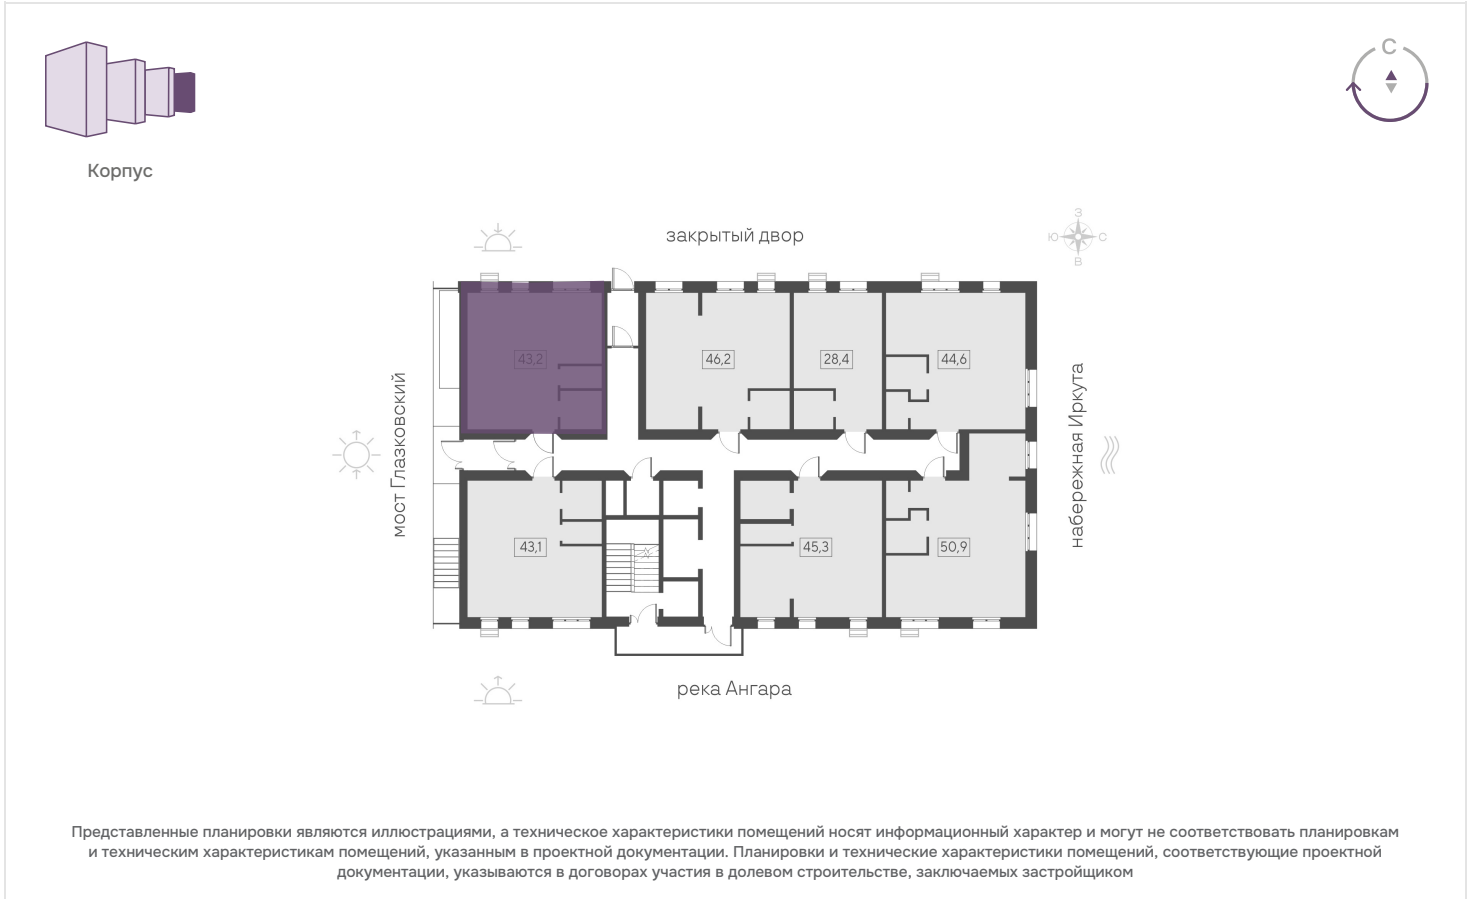 С
Корпус
закрытый двор
З
Ю
С
В
43,2
46,2
28,4
44,6
мост Глазковский
набережная Иркута
43,1
45,3
50,9
река Ангара
Представленные планировки являются иллюстрациями, а техническое характеристики помещений носят информационный характер и могут не соответствовать планировкам
и техническим характеристикам помещений, указанным в проектной документации. Планировки и технические характеристики помещений, соответствующие проектной
документации, указываются в договорах участия в долевом строительстве, заключаемых застройщиком